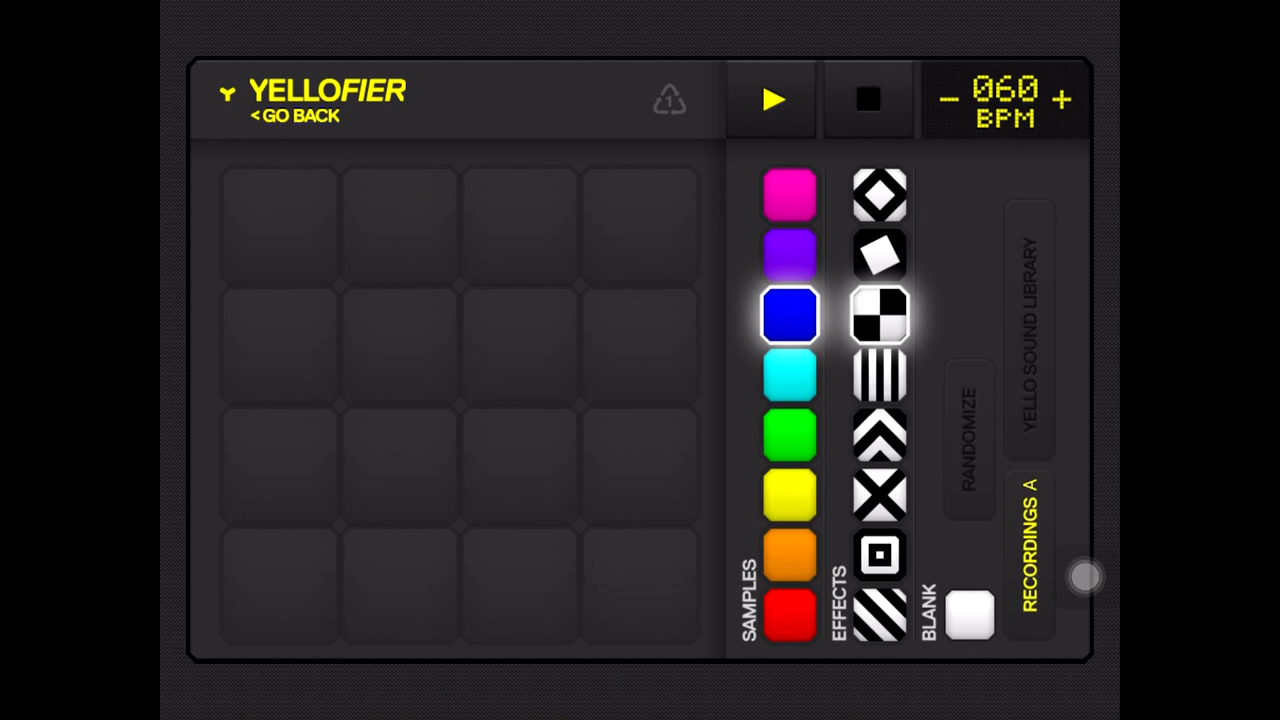 YELLOFIER
< GO BACK
1
- 060 +
BPM
SAMPLES
EFFECTS
BLANK
RANDOMIZE
YELLO SOUND LIBRARY
RECORDINGS A